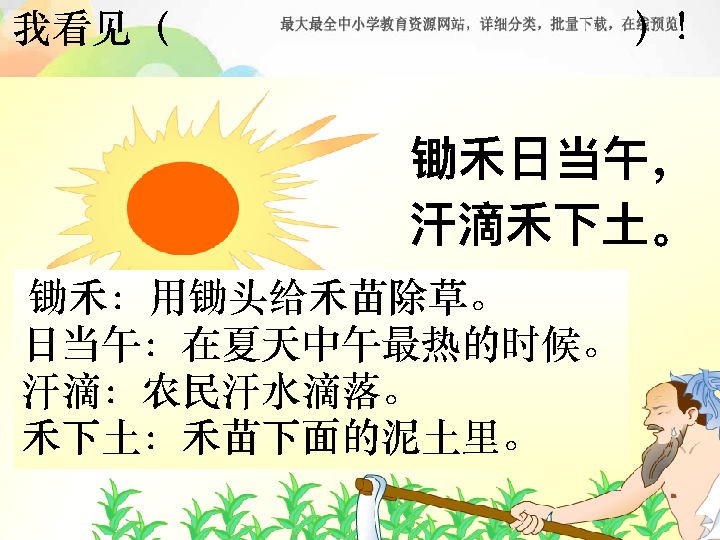 我看见（                ）！
最大最全中小学教育资源网站，详细分类，批量下载，在线预览
锄禾日当午，
汗滴禾下土。
锄禾：用锄头给禾苗除草。
日当午：在夏天中午最热的时候。
汗滴：农民汗水滴落。
禾下土：禾苗下面的泥土里。